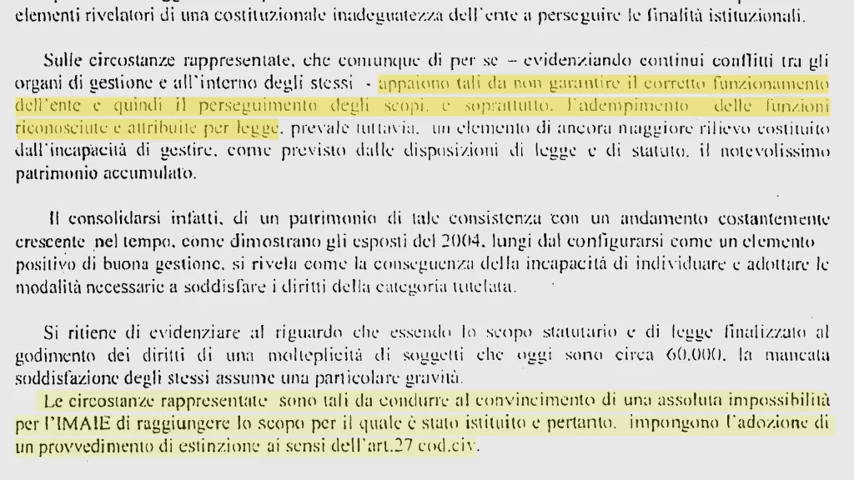 elementi rivelatori di una costituzionale inadeguatezza dell'ente a perseguire le finalità istituzionali.
Sulle circostanze rappresentate, che comunque di per se – evidenziando continui conflitti tra gli
organi di gestione e all'interno degli stessi - appaiono tali da non garantire il corretto funzionamento
dell'ente e quindi il perseguimento degli scopi, e soprattutto, l'adempimento delle funzioni
riconosciute e attribuite per legge, prevale tuttavia, un elemento di ancora maggiore rilievo costituito
dall'incapacità di gestire, come previsto dalle disposizioni di legge e di statuto, il notevolissimo
patrimonio accumulato.
Il consolidarsi infatti, di un patrimonio di tale consistenza con un andamento costantemente
crescente nel tempo, come dimostrano gli esposti del 2004, lungi dal configurarsi come un elemento
positivo di buona gestione, si rivela come la conseguenza della incapacità di individuare e adottare le
modalità necessarie a soddisfare i diritti della categoria tutelata.
Si ritiene di evidenziare al riguardo che essendo lo scopo statutario e di legge finalizzato al
godimento dei diritti di una molteplicità di soggetti che oggi sono circa 60.000, la mancata
soddisfazione degli stessi assume una particolare gravità.
Le circostanze rappresentate sono tali da condurre al convincimento di una assoluta impossibilità
per l'IMAIE di raggiungere lo scopo per il quale è stato istituito e pertanto, impongono l'adozione di
un provvedimento di estinzione ai sensi dell'art.27 cod.civ.